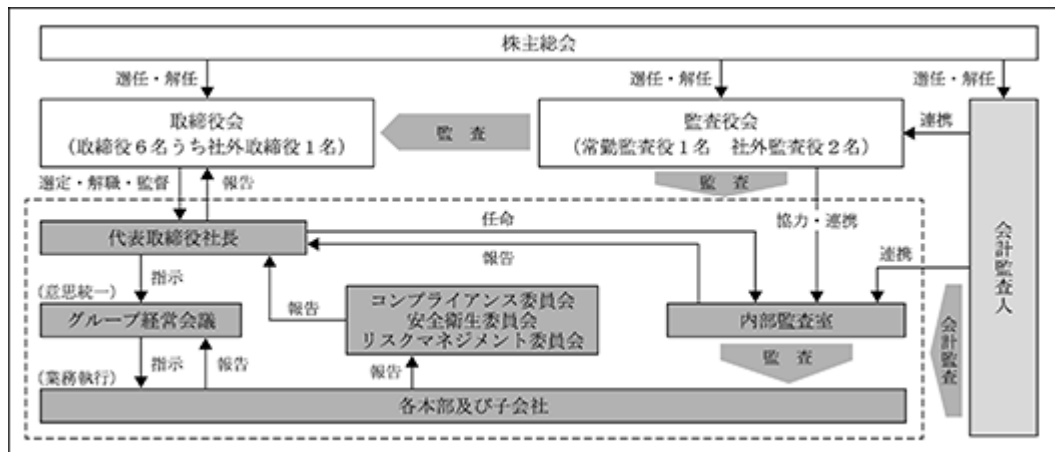 株主総会
選任・解任
選任・解任
選任・解任
取締役会
(取締役6名うち社外取締役1名)
監　査
監査役会
(常勤監査役1名　社外監査役2名)
連携
選定・解職・監督
報告
監　査
代表取締役社長
任命
協力・連携
報告
連携
会計監査人
指示
(意思統一)
グループ経営会議
報告
コンプライアンス委員会
安全衛生委員会
リスクマネジメント委員会
内部監査室
会計監査
指示
報告
報告
監　査
(業務執行)
各本部及び子会社